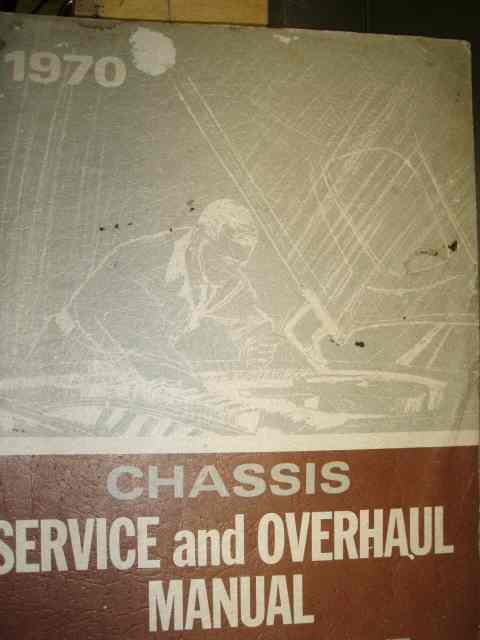 1970
CHASSIS
SERVICE and OVERHAUL
MANUAL